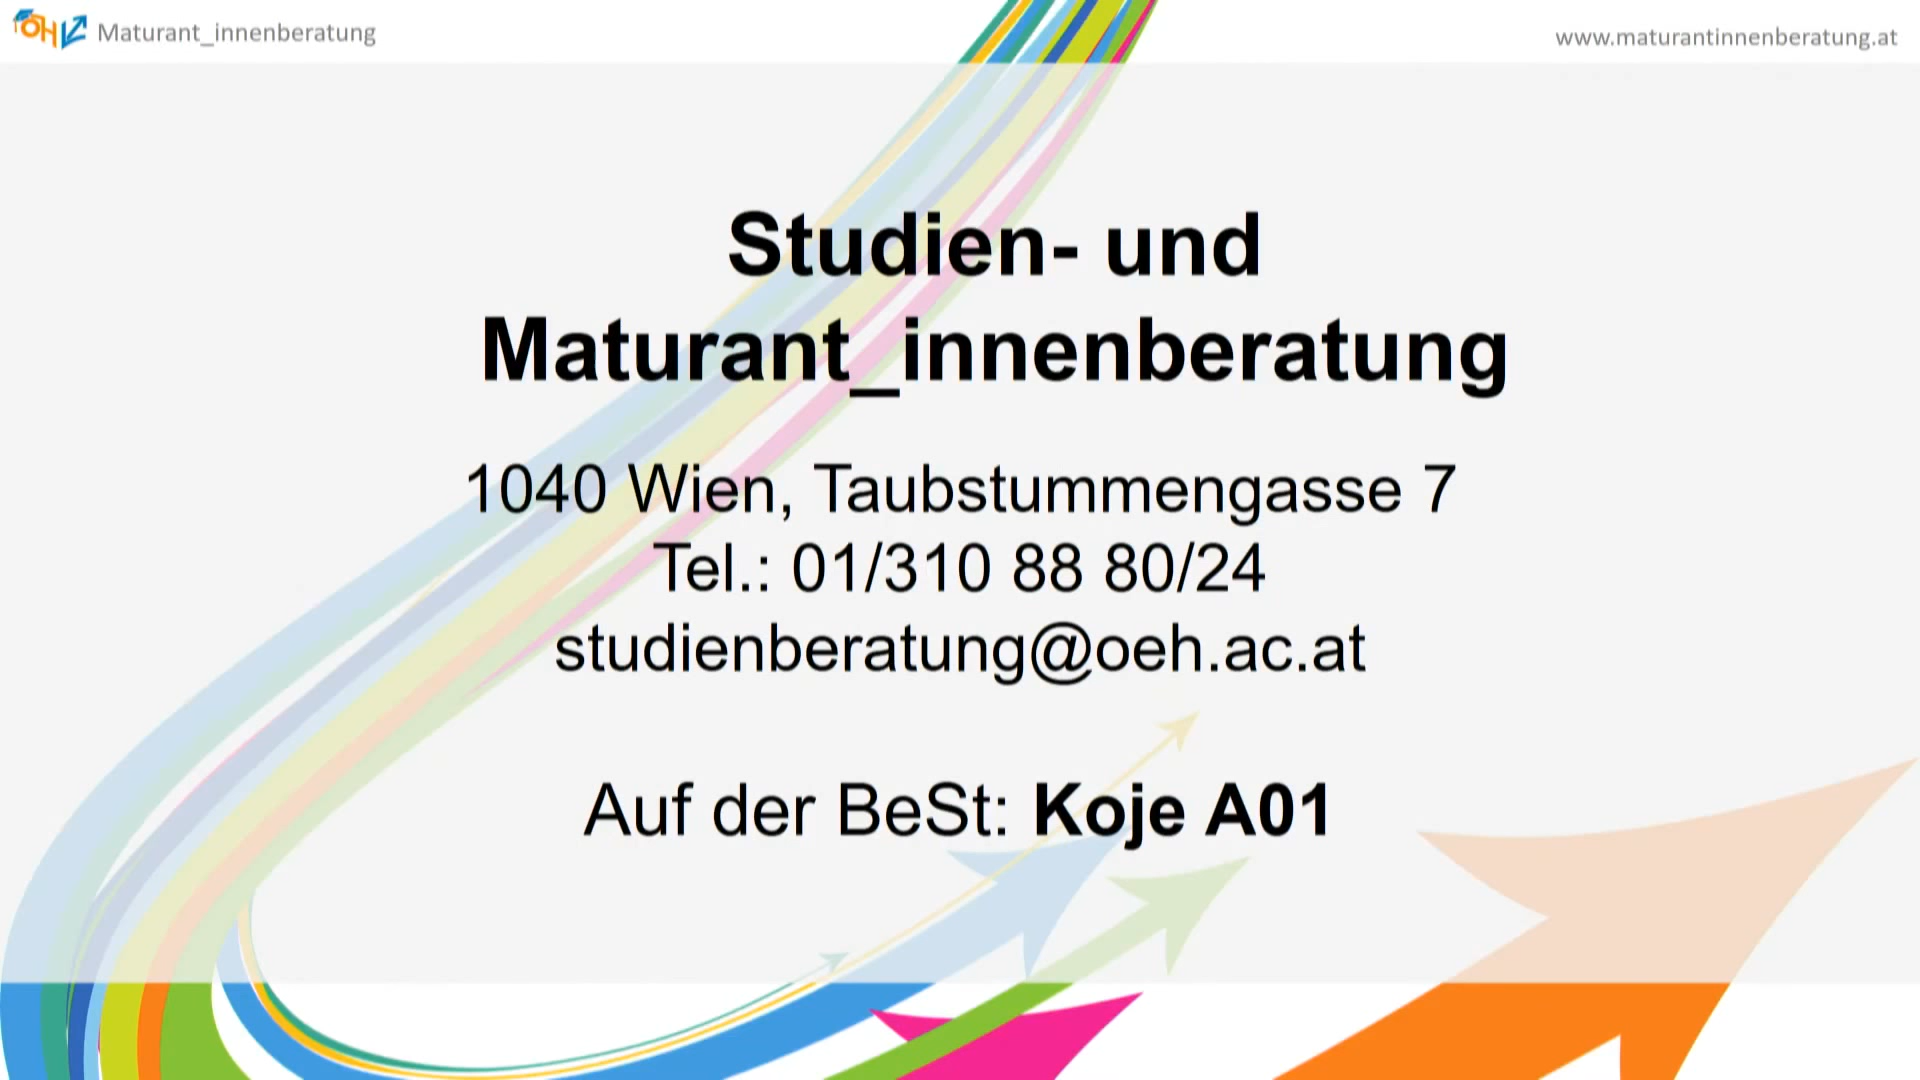 ÖH Maturant_innenberatung
www.maturantinnenberatung.at
Studien- und
Maturant_innenberatung
1040 Wien, Taubstummengasse 7
Tel.: 01/310 88 80/24
studienberatung@oeh.ac.at
Auf der BeSt: Koje A01